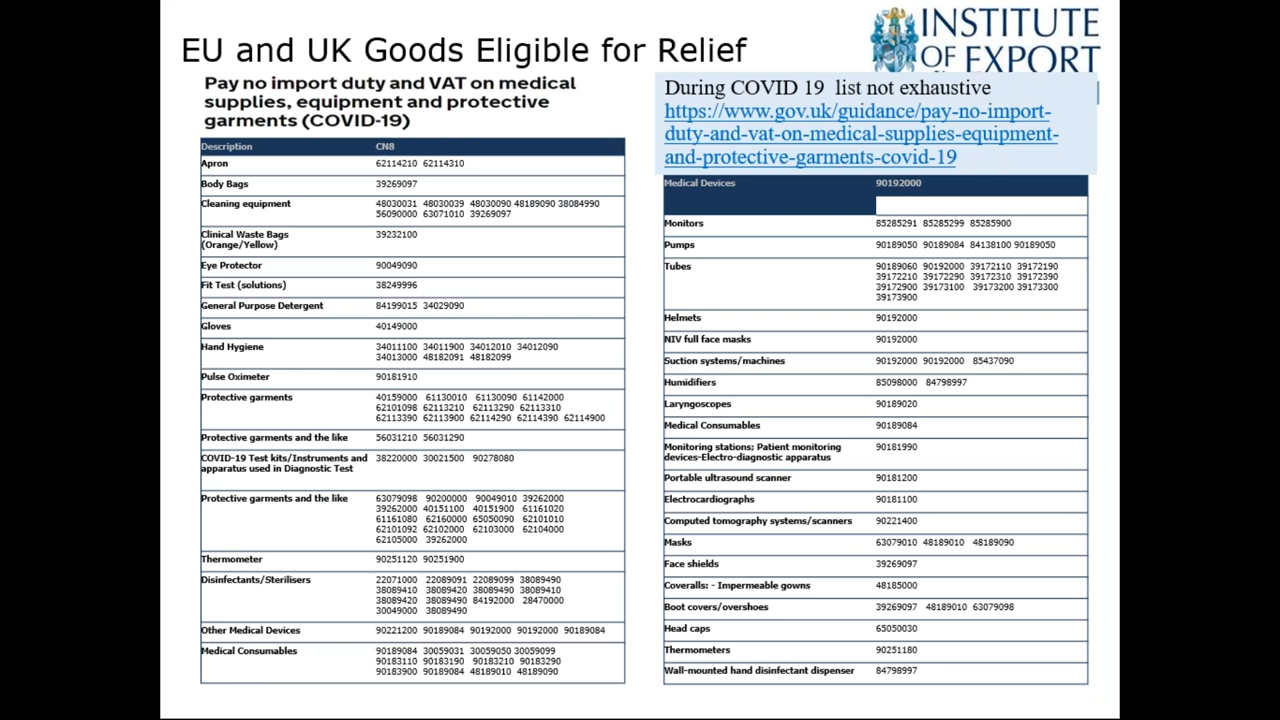 EU and UK Goods Eligible for Relief
INSTITUTE
OF EXPORT
Pay no import duty and VAT on medical
supplies, equipment and protective
garments (COVID-19)
During COVID 19 list not exhaustive
https://www.gov.uk/guidance/pay-no-import-
duty-and-vat-on-medical-supplies-equipment-
and-protective-garments-covid-19
Description CN8
Apron 62114210 62114310
Body Bags 39269097
Cleaning equipment 48030031 48030039 48030090 48189090 38084990
56090000 63071010 39269097
Clinical Waste Bags 39232100
(Orange/Yellow)
Eye Protector 90049090
Fit Test (solutions) 38249996
General Purpose Detergent 84199015 34029090
Gloves 40149000
Hand Hygiene 34011100 34011900 34012010 34012090
34013000 48182091 48182099
Pulse Oximeter 90181910
Protective garments 40159000 61130010 61130090 61142000
62101098 62113210 62113290 62113310
62113390 62113900 62114290 62114390 62114900
Protective garments and the like 56031210 56031290
COVID-19 Test kits/Instruments and 38220000 30021500 90278080
apparatus used in Diagnostic Test
Protective garments and the like 63079098 90200000 90049010 39262000
39262000 40151100 40151900 61161020
61161080 62160000 65050090 62101010
62101092 62102000 62103000 62104000
62105000 39262000
Thermometer 90251120 90251900
Disinfectants/Sterilisers 22071000 22089091 22089099 38089490
38089410 38089420 38089490 38089410
38089420 38089490 84192000 28470000
30049000 38089490
Other Medical Devices 90221200 90189084 90192000 90192000 90189084
Medical Consumables 90189084 30059031 30059050 30059099
90183110 90183190 90183210 90183290
90183900 90189084 48189010 48189090
Medical Devices 90192000
Monitors 85285291 85285299 85285900
Pumps 90189050 90189084 84138100 90189050
Tubes 90189060 90192000 39172110 39172190
39172210 39172290 39172310 39172390
39172900 39173100 39173200 39173300
39173900
Helmets 90192000
NIV full face masks 90192000
Suction systems/machines 90192000 90192000 85437090
Humidifiers 85098000 84798997
Laryngoscopes 90189020
Medical Consumables 90189084
Monitoring stations; Patient monitoring 90181990
devices-Electro-diagnostic apparatus
Portable ultrasound scanner 90181200
Electrocardiographs 90181100
Computed tomography systems/scanners 90221400
Masks 63079010 48189010 48189090
Face shields 39269097
Coveralls: - Impermeable gowns 48185000
Boot covers/overshoes 39269097 48189010 63079098
Head caps 65050030
Thermometers 90251180
Wall-mounted hand disinfectant dispenser 84798997